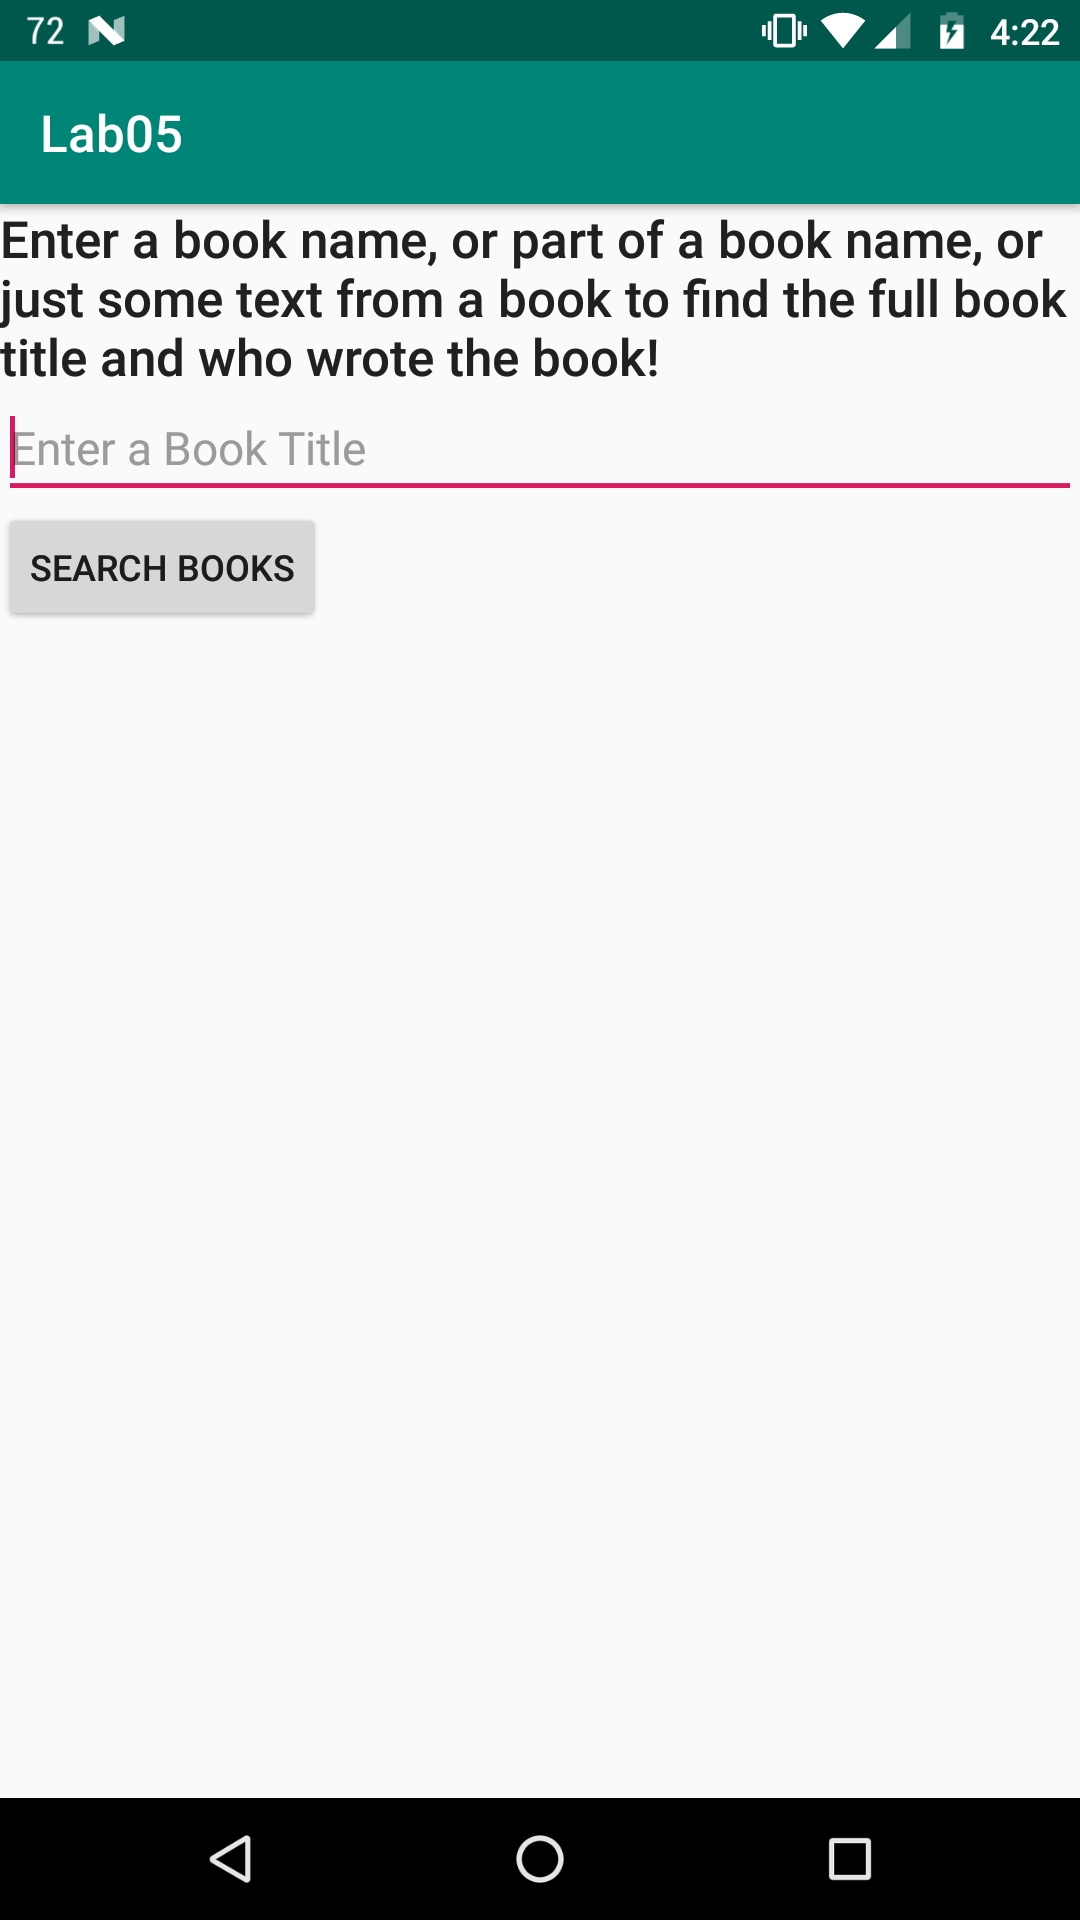 72 4:22
Lab05
Enter a book name, or part of a book name, or
just some text from a book to find the full book
title and who wrote the book!
Enter a Book Title
SEARCH BOOKS